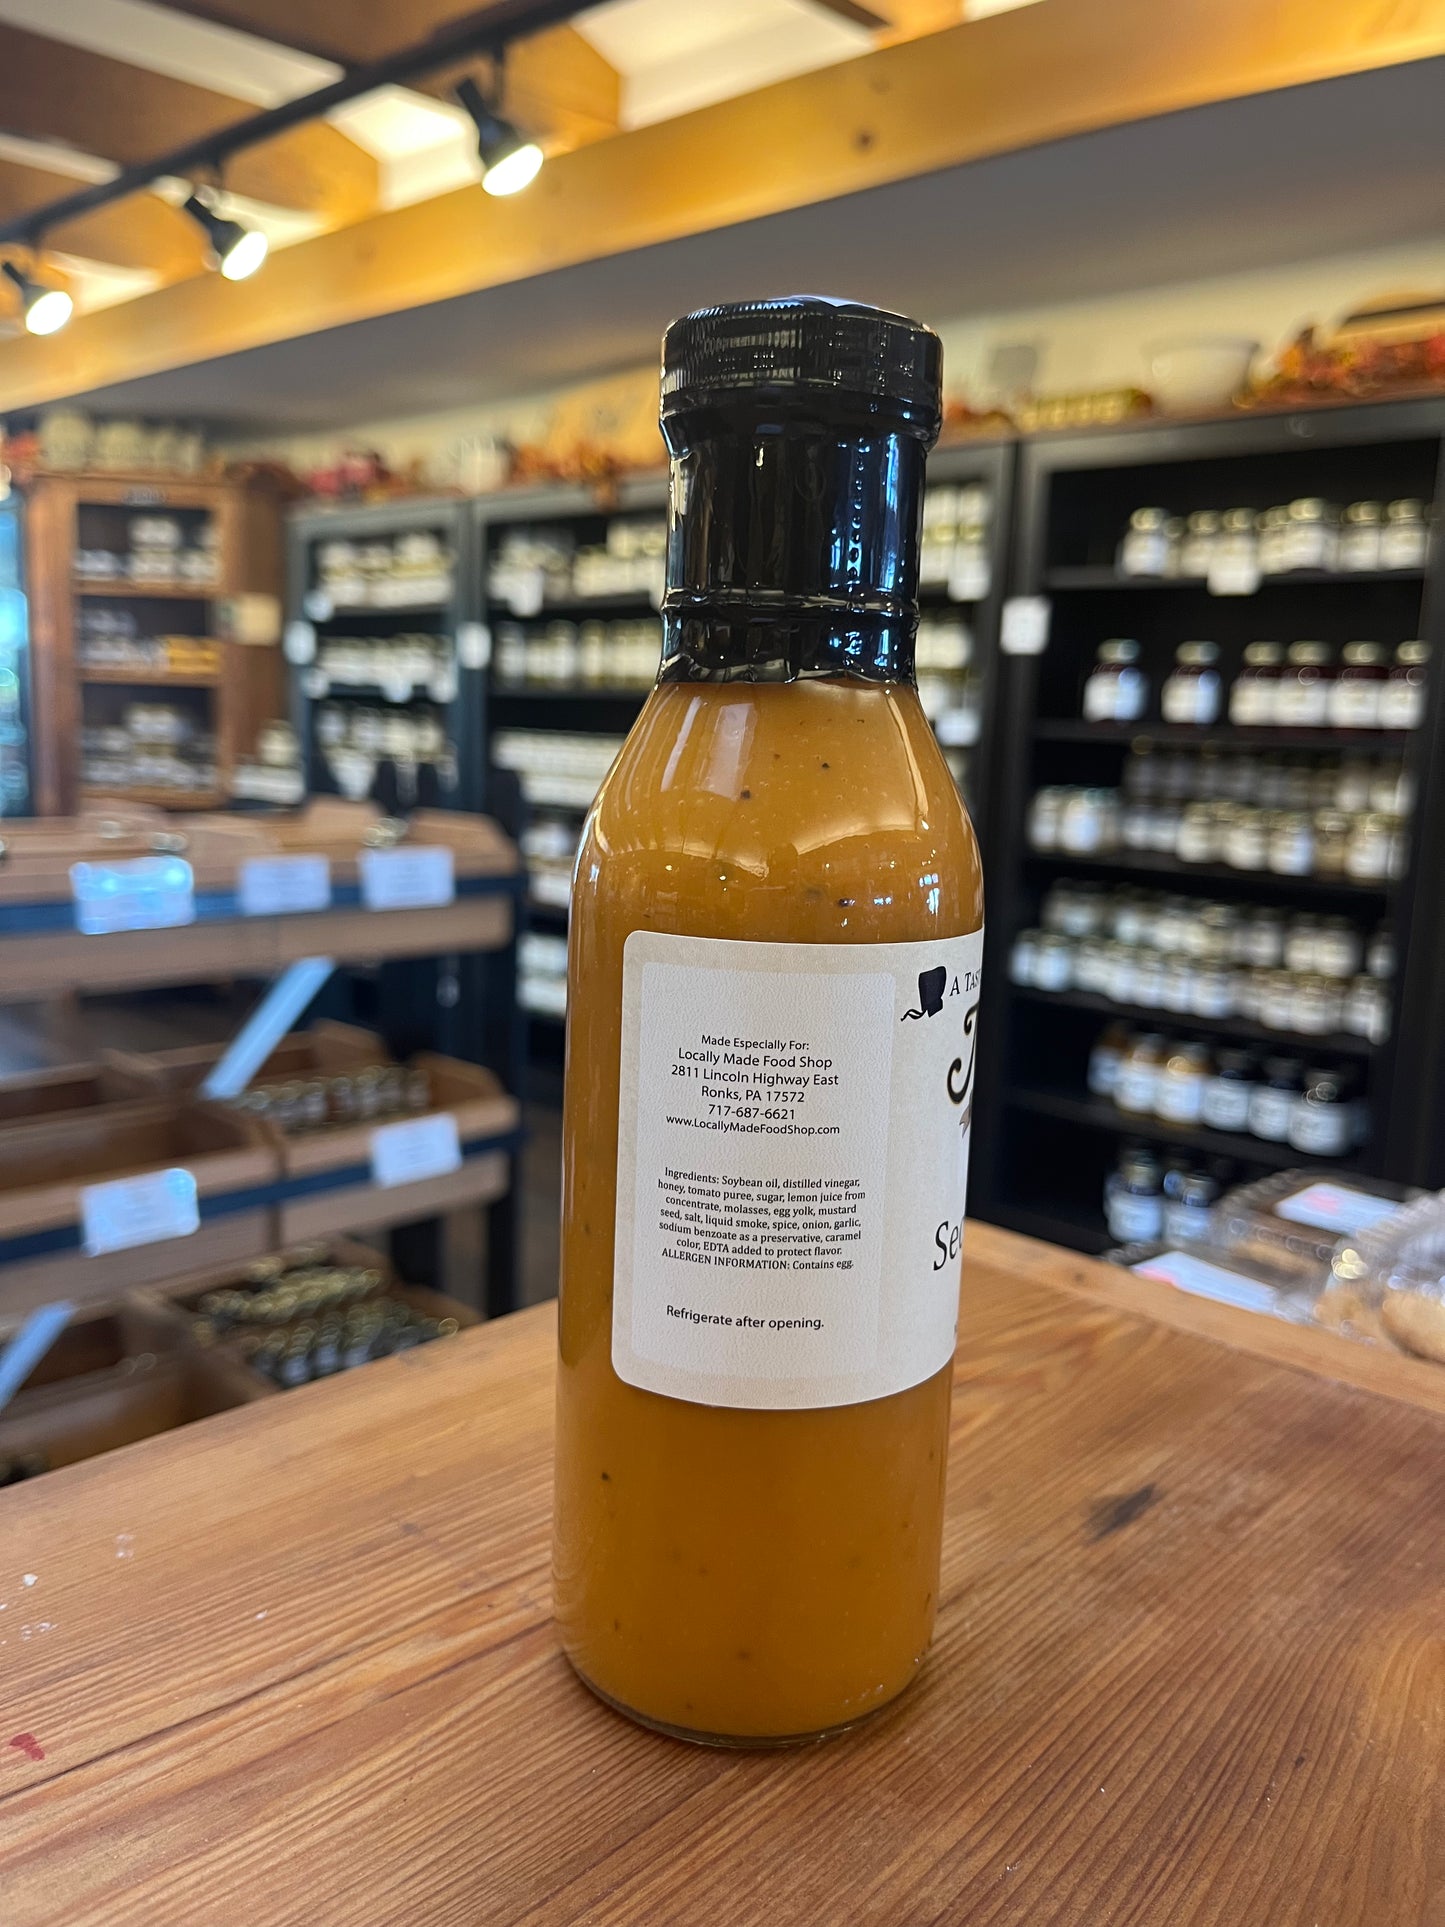 Made Especially For:
Locally Made Food Shop
2811 Lincoln Highway East
Ronks, PA 17572
717-687-6621
www.LocallyMadeFoodShop.com
Ingredients: Soybean oil, distilled vinegar,
honey, tomato puree, sugar, lemon juice from
concentrate, molasses, egg yolk, mustard
seed, salt, liquid smoke, spice, onion, garlic,
sodium benzoate as a preservative, caramel
color, EDTA added to protect flavor.
ALLERGEN INFORMATION: Contains egg.
Refrigerate after opening.
A